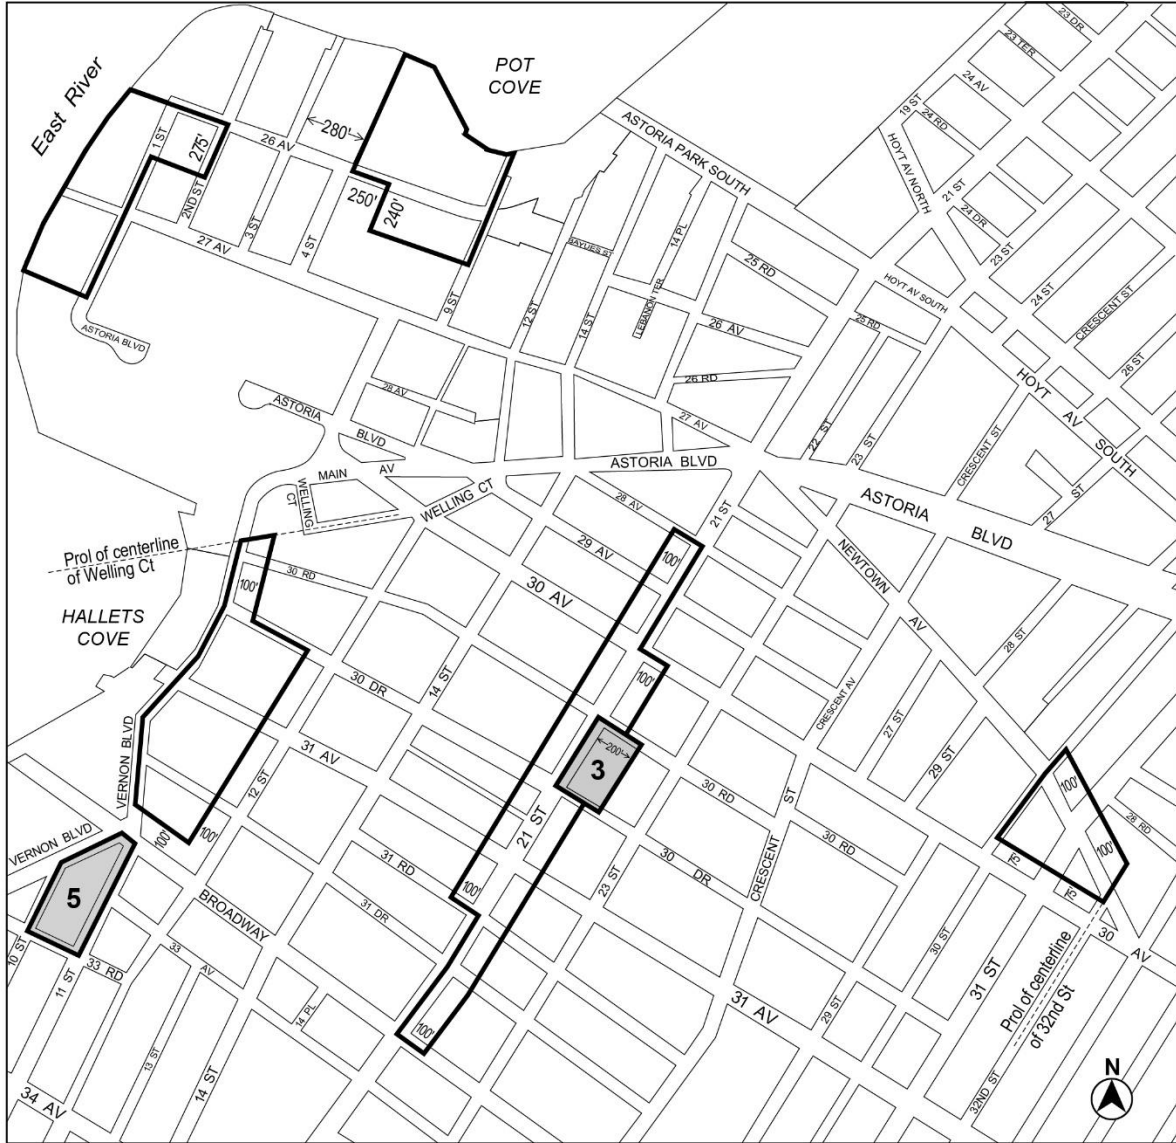 23 DR
23 TER
24 AV
24 RD
19 ST
POT
COVE
East River
HOYT AV NORTH
21 ST
24 DR
23 ST
ASTORIA PARK SOUTH
1 ST
275'
26 AV
280'
2ND ST
250'
240'
3 ST
4 ST
27 AV
9 ST
12 ST
14 ST
BAYLIES ST
14 PL
LEBANON TER
25 RD
HOYT AV SOUTH
25 RD
24 ST
CRESCENT ST
26 ST
26 AV
26 RD
27 AV
22 ST
23 ST
HOYT AV SOUTH
CRESCENT ST
27 ST
ASTORIA BLVD
28 AV
ASTORIA
BLVD
MAIN AV
WELLING CT
WELLING CT
ASTORIA BLVD
ASTORIA BLVD
Prol of centerline
of Welling Ct
28 AV
21 ST
29 AV
30 AV
100'
NEWTOWN AV
28 ST
30 RD
100'
HALLETS
COVE
14 ST
30 DR
100'
CRESCENT AV
27 ST
29 ST
VERNON BLVD
31 AV
12 ST
200'
3
30 RD
CRESCENT ST
30 RD
100'
28 RD
100'
15
15
VERNON BLVD
100'
100'
21 ST
31 RD
100'
31 DR
23 ST
30 DR
30 AV
5
BROADWAY
33 AV
33 RD
10 ST
11 ST
14 PL
13 ST
14 ST
34 AV
100'
31 AV
29 ST
30 ST
31 ST
Prol of centerline
of 32nd St
32ND ST
N